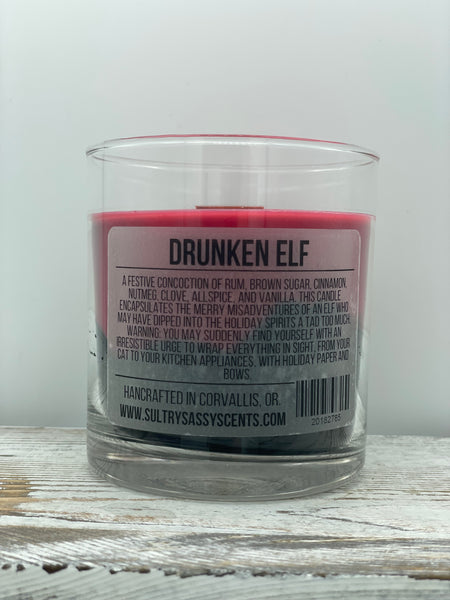 DRUNKEN ELF
A FESTIVE CONCOCTION OF RUM, BROWN SUGAR, CINNAMON,
NUTMEG, CLOVE, ALLSPICE, AND VANILLA. THIS CANDLE
ENCAPSULATES THE MERRY MISADVENTURES OF AN ELF WHO
MAY HAVE DIPPED INTO THE HOLIDAY SPIRITS A TAD TOO MUCH.
WARNING: YOU MAY SUDDENLY FIND YOURSELF WITH AN
IRRESISTIBLE URGE TO WRAP EVERYTHING IN SIGHT, FROM YOUR
CAT TO YOUR KITCHEN APPLIANCES, WITH HOLIDAY PAPER AND
BOWS.
HANDCRAFTED IN CORVALLIS, OR.
WWW.SULTRYSASSYSCENTS.COM
20182785